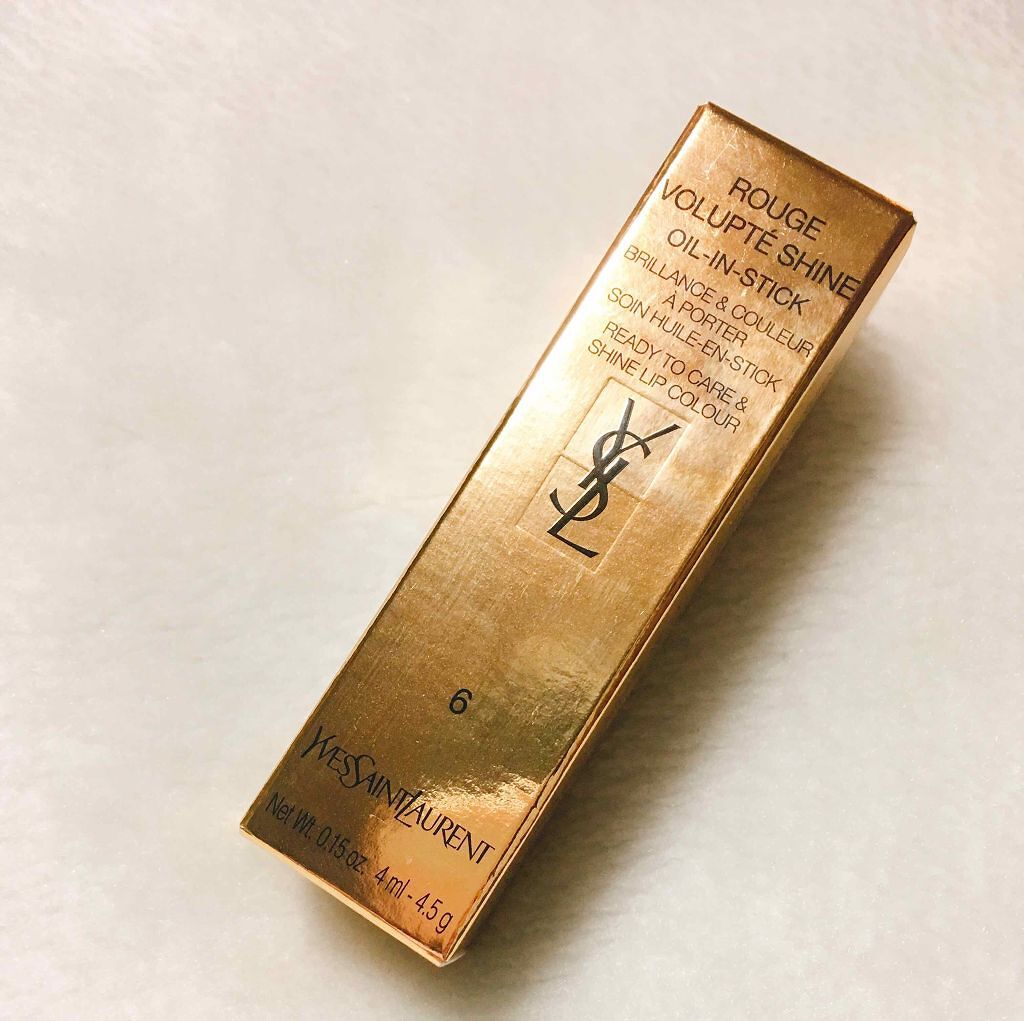 ROUGE
VOLUPTÉ SHINE
OIL-IN-STICK
BRILLANCE & COULEUR
À PORTER
SOIN HUILE-EN-STICK
READY TO CARE &
SHINE LIP COLOUR
YSL
6
YVESSAINTLAURENT
Net Wt. 0.15 oz. 4 ml - 4.5 g